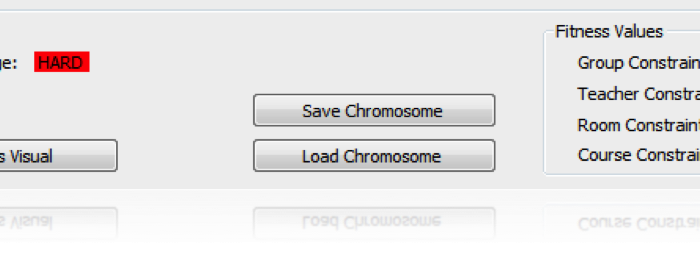 Fitness Values
ge: HARD
Group Constrain
Teacher Constra
Save Chromosome
Room Constraint
s Visual
Load Chromosome
Course Constrai